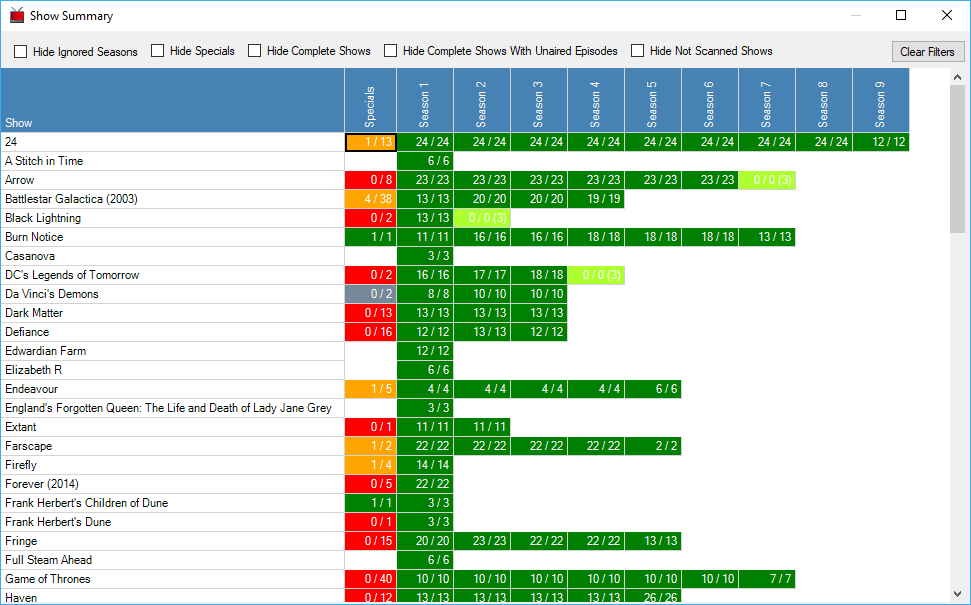 Show Summary
Hide Ignored Seasons Hide Specials Hide Complete Shows Hide Complete Shows With Unaired Episodes Hide Not Scanned Shows Clear Filters
Show Specials Season 1 Season 2 Season 3 Season 4 Season 5 Season 6 Season 7 Season 8 Season 9
24 1 / 13 24 / 24 24 / 24 24 / 24 24 / 24 24 / 24 24 / 24 24 / 24 24 / 24 12 / 12
A Stitch in Time 6 / 6
Arrow 0 / 8 23 / 23 23 / 23 23 / 23 23 / 23 23 / 23 23 / 23 0 / 0 (3)
Battlestar Galactica (2003) 4 / 38 13 / 13 20 / 20 20 / 20 19 / 19
Black Lightning 0 / 2 13 / 13 0 / 0 (3)
Burn Notice 1 / 1 11 / 11 16 / 16 16 / 16 18 / 18 18 / 18 18 / 18 13 / 13
Casanova 3 / 3
DC's Legends of Tomorrow 0 / 2 16 / 16 17 / 17 18 / 18 0 / 0 (3)
Da Vinci's Demons 0 / 2 8 / 8 10 / 10 10 / 10
Dark Matter 0 / 13 13 / 13 13 / 13 13 / 13
Defiance 0 / 16 12 / 12 13 / 13 12 / 12
Edwardian Farm 12 / 12
Elizabeth R 6 / 6
Endeavour 1 / 5 4 / 4 4 / 4 4 / 4 4 / 4 6 / 6
England's Forgotten Queen: The Life and Death of Lady Jane Grey 3 / 3
Extant 0 / 1 11 / 11 11 / 11
Farscape 1 / 2 22 / 22 22 / 22 22 / 22 22 / 22 2 / 2
Firefly 1 / 4 14 / 14
Forever (2014) 0 / 5 22 / 22
Frank Herbert's Children of Dune 1 / 1 3 / 3
Frank Herbert's Dune 0 / 1 3 / 3
Fringe 0 / 15 20 / 20 23 / 23 22 / 22 22 / 22 13 / 13
Full Steam Ahead 6 / 6
Game of Thrones 0 / 40 10 / 10 10 / 10 10 / 10 10 / 10 10 / 10 10 / 10 7 / 7
Haven 0 / 12 13 / 13 13 / 13 13 / 13 13 / 13 26 / 26